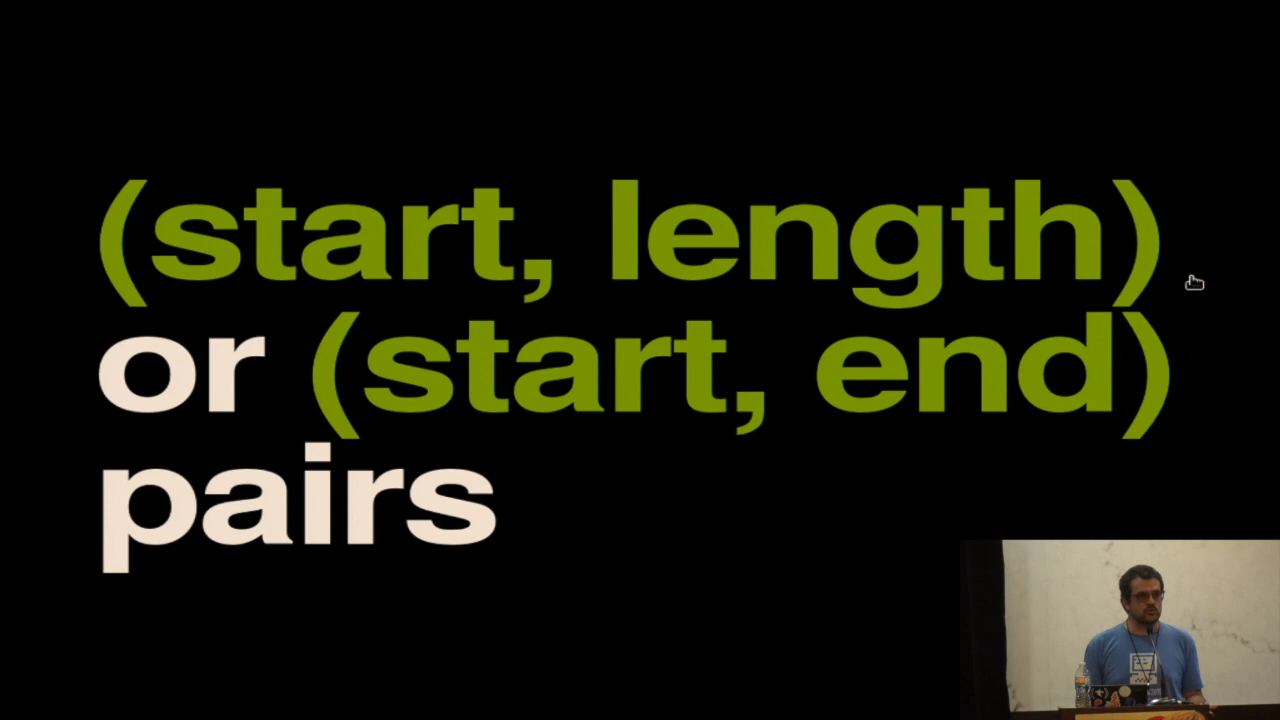 (start, length)
or (start, end)
pairs